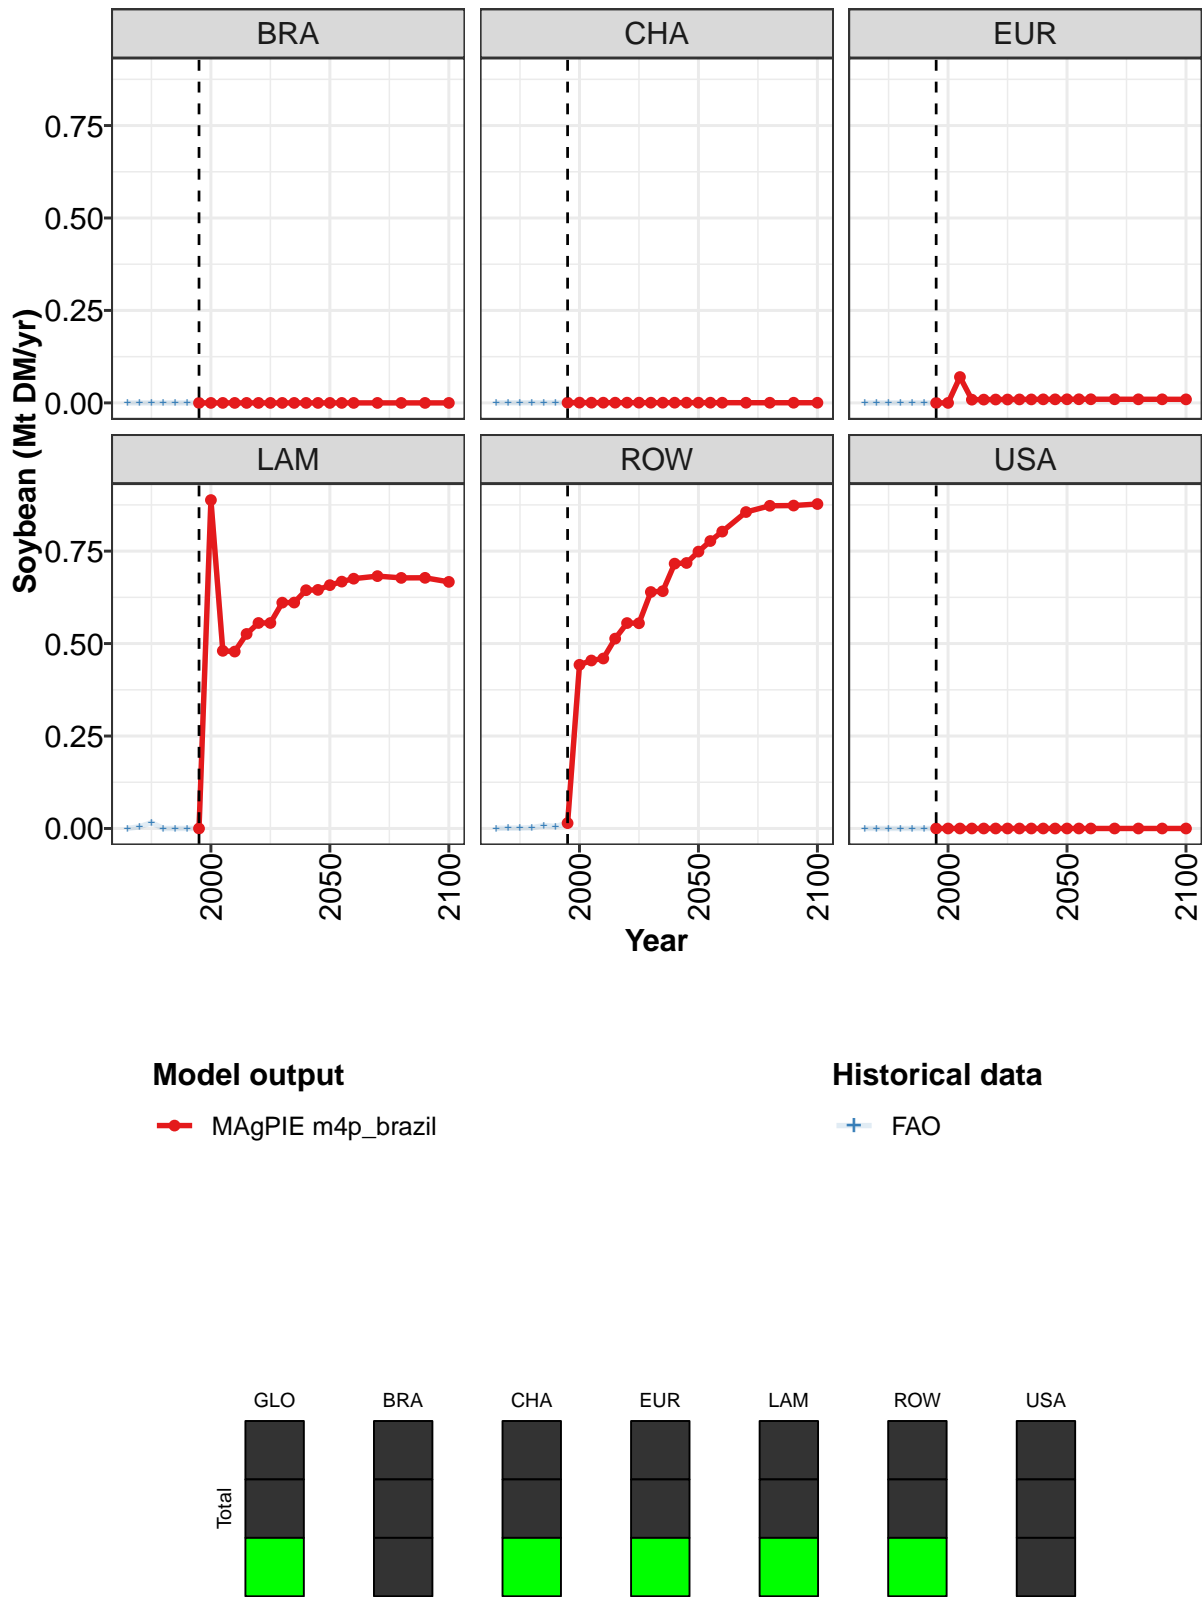 BRA CHA EUR
0.75
0.50
0.25
0.00
Soybean (Mt DM/yr)
LAM ROW USA
0.75
0.50
0.25
0.00
2000 2050 2100 2000 2050 2100 2000 2050 2100
Year
Model output Historical data
MAgPIE m4p_brazil FAO
GLO BRA CHA EUR LAM ROW USA
Total